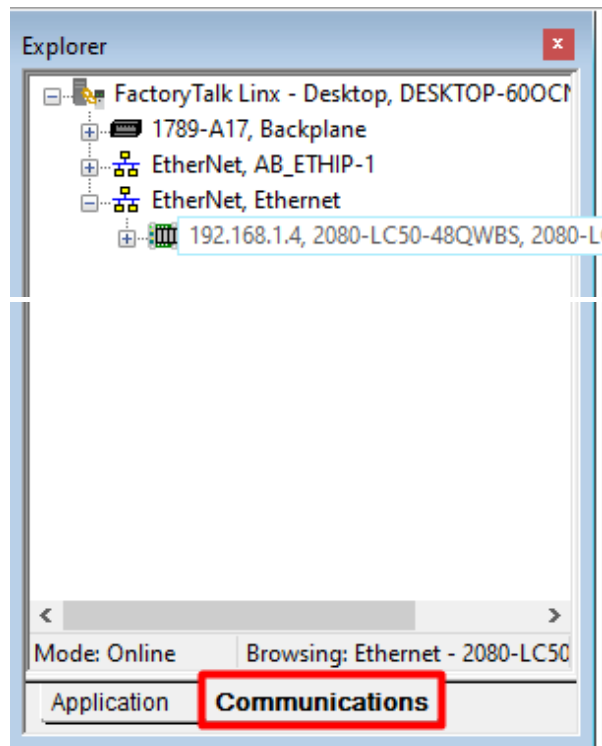 Explorer
FactoryTalk Linx - Desktop, DESKTOP-60OCN
1789-A17, Backplane
EtherNet, AB_ETHIP-1
EtherNet, Ethernet
192.168.1.4, 2080-LC50-48QWBS, 2080-L
Mode: Online Browsing: Ethernet - 2080-LC50
Application Communications